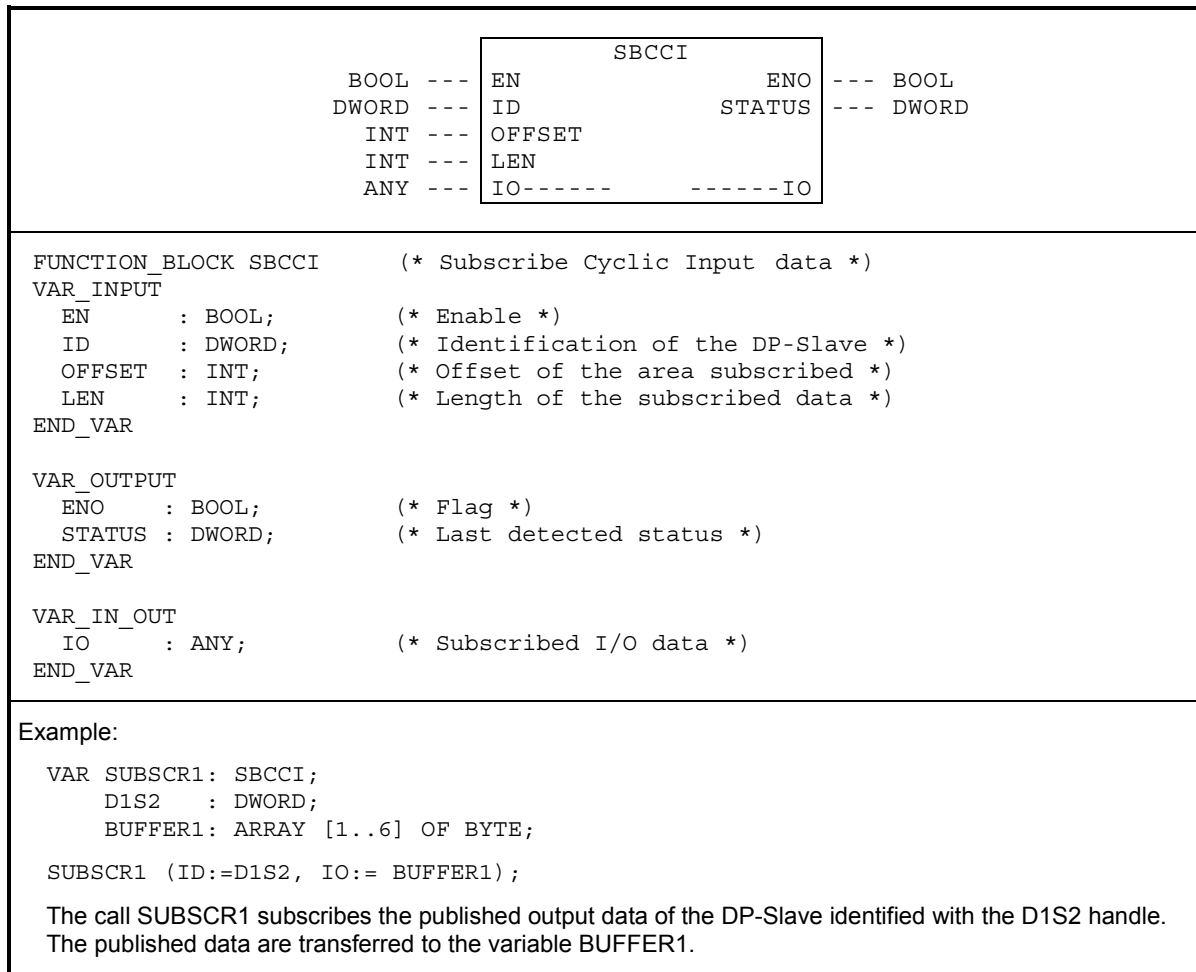 SBCCI
BOOL --- EN ENO --- BOOL
DWORD --- ID STATUS --- DWORD
INT --- OFFSET
INT --- LEN
ANY --- IO------ ------IO
FUNCTION_BLOCK SBCCI (* Subscribe Cyclic Input data *)
VAR_INPUT
EN : BOOL; (* Enable *)
ID : DWORD; (* Identification of the DP-Slave *)
OFFSET : INT; (* Offset of the area subscribed *)
LEN : INT; (* Length of the subscribed data *)
END_VAR
VAR_OUTPUT
ENO : BOOL; (* Flag *)
STATUS : DWORD; (* Last detected status *)
END_VAR
VAR_IN_OUT
IO : ANY; (* Subscribed I/O data *)
END_VAR
Example:
VAR SUBSCR1: SBCCI;
D1S2 : DWORD;
BUFFER1: ARRAY [1..6] OF BYTE;
SUBSCR1 (ID:=D1S2, IO:= BUFFER1);
The call SUBSCR1 subscribes the published output data of the DP-Slave identified with the D1S2 handle.
The published data are transferred to the variable BUFFER1.